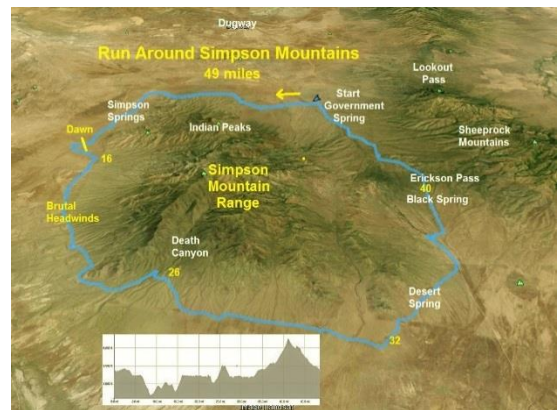 Dugway
Run Around Simpson Mountains
49 miles
Lookout
Pass
Start
Government
Spring
Simpson
Springs
Indian Peaks
Sheeprock
Mountains
Dawn
16
Simpson
Mountain
Range
Erickson Pass
40
Black Spring
Brutal
Headwinds
Death
Canyon
26
Desert
Spring
32